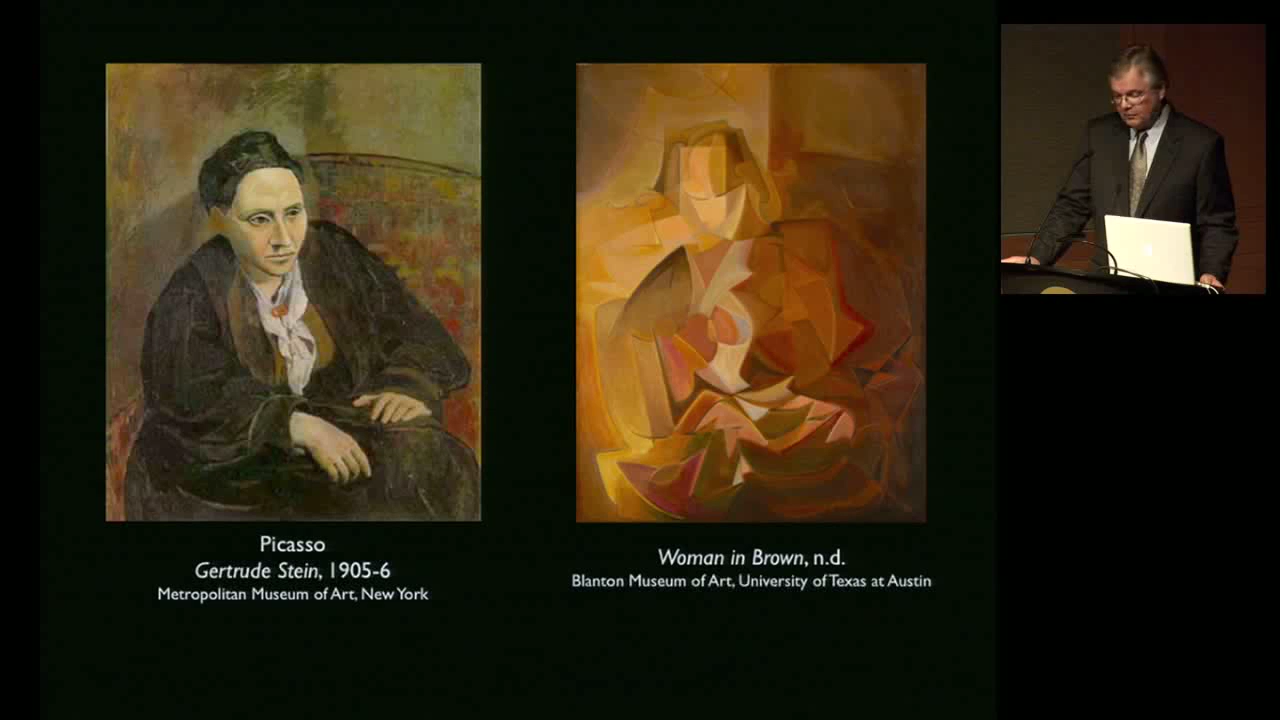 Picasso
Gertrude Stein, 1905-6
Metropolitan Museum of Art, New York
Woman in Brown, n.d.
Blanton Museum of Art, University of Texas at Austin